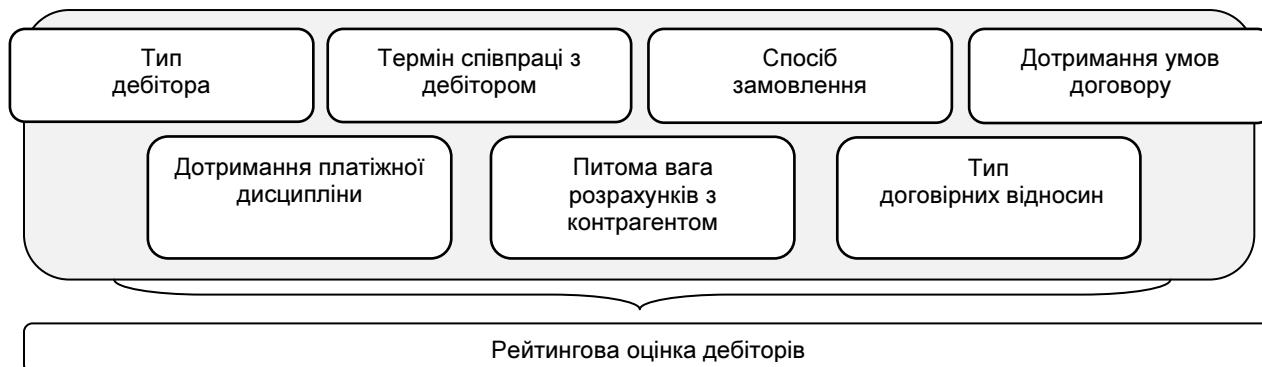 Тип
дебітора
Термін співпраці з
дебітором
Спосіб
замовлення
Дотримання умов
договору
Дотримання платіжної
дисципліни
Питома вага
розрахунків з
контрагентом
Тип
договірних відносин
Рейтингова оцінка дебіторів